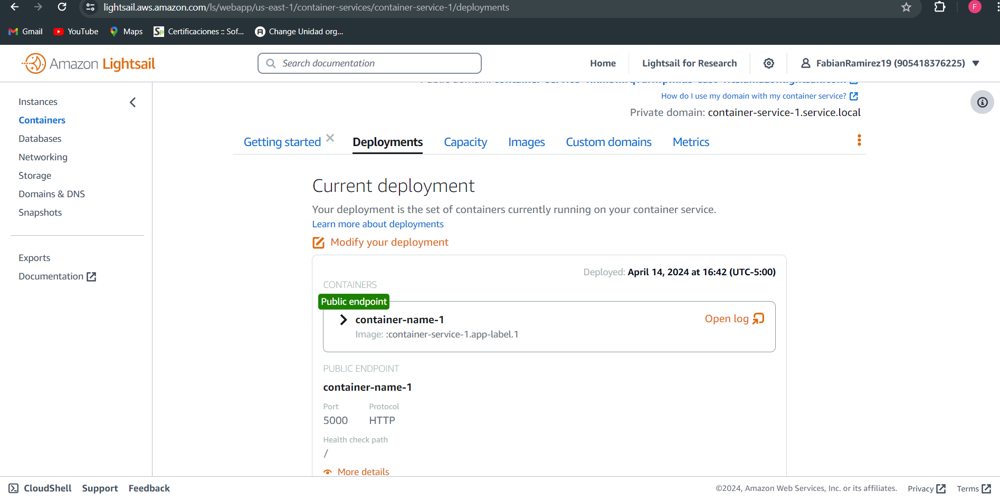 lightsail.aws.amazon.com/ls/webapp/us-east-1/container-services/container-service-1/deployments
F
Gmail YouTube Maps Certificaciones :: Sof... Change Unidad org...
Amazon Lightsail Search documentation Home Lightsail for Research FabianRamirez19 (905418376225)
How do I use my domain with my container service?
Private domain: container-service-1.service.local
Instances
Containers
Databases
Networking
Storage
Domains & DNS
Snapshots
Exports
Documentation
Getting started Deployments Capacity Images Custom domains Metrics
Current deployment
Your deployment is the set of containers currently running on your container service.
Learn more about deployments
Modify your deployment
Deployed: April 14, 2024 at 16:42 (UTC-5:00)
CONTAINERS
Public endpoint
container-name-1 Open log
Image: :container-service-1.app-label.1
PUBLIC ENDPOINT
container-name-1
Port Protocol
5000 HTTP
Health check path
/
More details
CloudShell Support Feedback ©2024, Amazon Web Services, Inc. or its affiliates. Privacy Terms